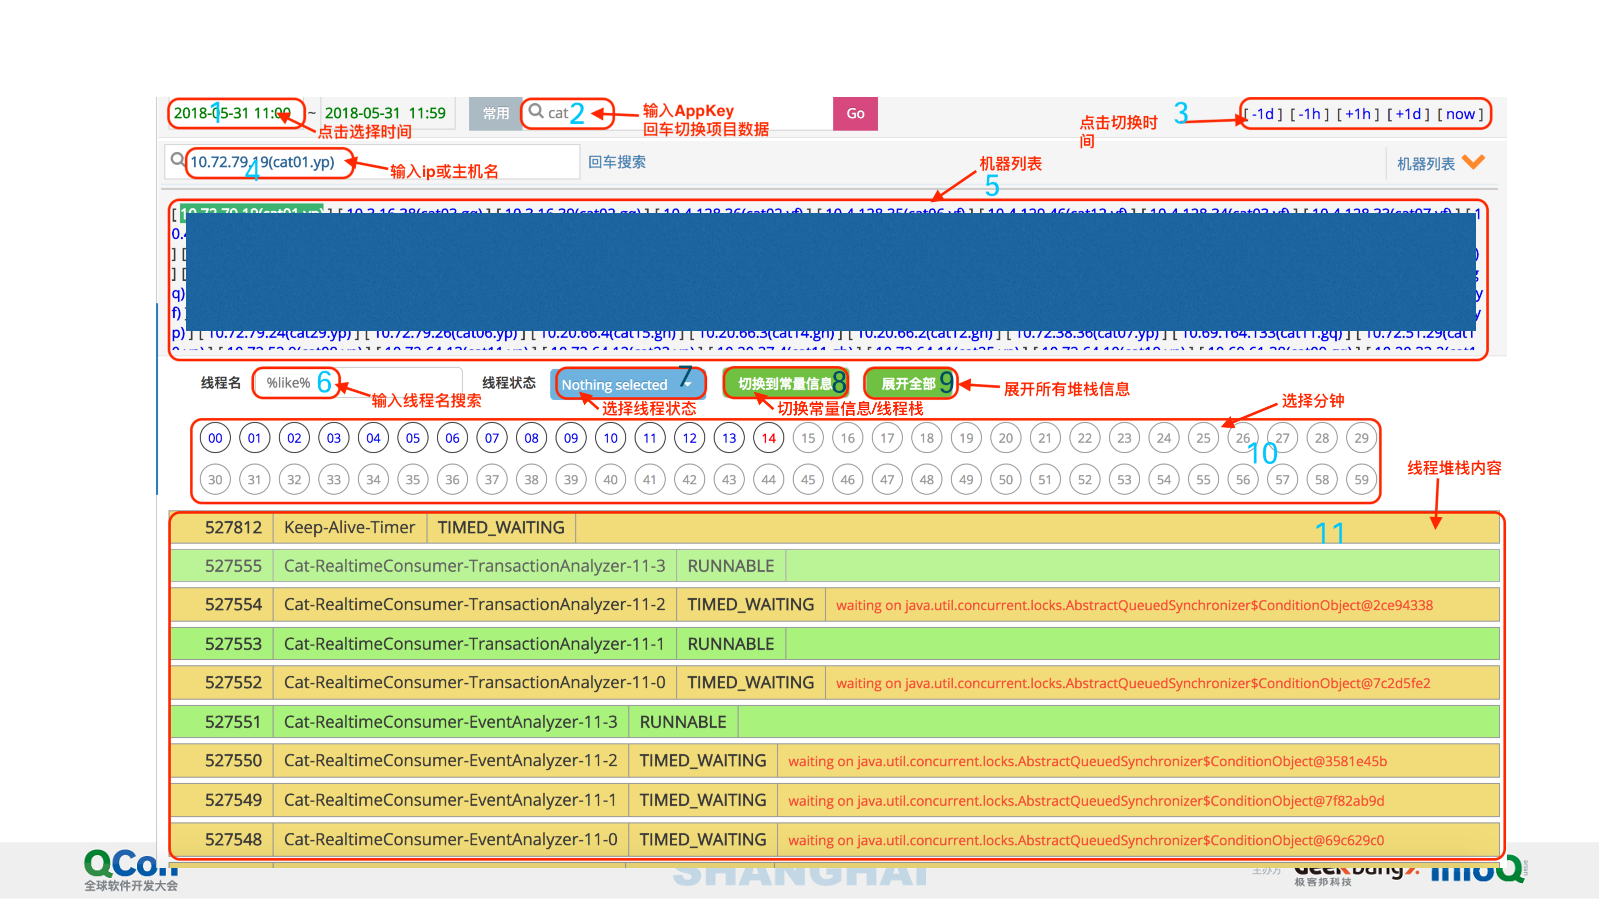 2018-05-31 11:00 ~ 2018-05-31 11:59 常用 cat Go [ -1d ] [ -1h ] [ +1h ] [ +1d ] [ now ]
1 2 3
点击选择时间
输入AppKey
回车切换项目数据
点击切换时
间
10.72.79.19(cat01.yp) 回车搜索 机器列表
4 输入ip或主机名
机器列表
5
[ 10.72.79.19(cat01.yp) ] [ 10.3.16.38(cat03.gq) ] [ 10.3.16.39(cat02.gq) ] [ 10.4.128.36(cat02.yf) ] [ 10.4.128.35(cat06.yf) ] [ 10.4.129.46(cat12.yf) ] [ 10.4.128.34(cat03.yf) ] [ 10.4.128.33(cat07.yf) ] [ 1
p) ] [ 10.72.79.24(cat29.yp) ] [ 10.72.79.26(cat06.yp) ] [ 10.20.66.4(cat15.gh) ] [ 10.20.66.3(cat14.gh) ] [ 10.20.66.2(cat12.gh) ] [ 10.72.38.36(cat07.yp) ] [ 10.69.164.133(cat11.gq) ] [ 10.72.51.29(cat1
线程名 %like% 6 线程状态 Nothing selected 7 切换到常量信息 8 展开全部 9
展开所有堆栈信息
输入线程名搜索 选择线程状态 切换常量信息/线程栈 选择分钟
00 01 02 03 04 05 06 07 08 09 10 11 12 13 14 15 16 17 18 19 20 21 22 23 24 25 26 27 28 29
10
30 31 32 33 34 35 36 37 38 39 40 41 42 43 44 45 46 47 48 49 50 51 52 53 54 55 56 57 58 59
线程堆栈内容
11
527812 Keep-Alive-Timer TIMED_WAITING
527555 Cat-RealtimeConsumer-TransactionAnalyzer-11-3 RUNNABLE
527554 Cat-RealtimeConsumer-TransactionAnalyzer-11-2 TIMED_WAITING waiting on java.util.concurrent.locks.AbstractQueuedSynchronizer$ConditionObject@2ce94338
527553 Cat-RealtimeConsumer-TransactionAnalyzer-11-1 RUNNABLE
527552 Cat-RealtimeConsumer-TransactionAnalyzer-11-0 TIMED_WAITING waiting on java.util.concurrent.locks.AbstractQueuedSynchronizer$ConditionObject@7c2d5fe2
527551 Cat-RealtimeConsumer-EventAnalyzer-11-3 RUNNABLE
527550 Cat-RealtimeConsumer-EventAnalyzer-11-2 TIMED_WAITING waiting on java.util.concurrent.locks.AbstractQueuedSynchronizer$ConditionObject@3581e45b
527549 Cat-RealtimeConsumer-EventAnalyzer-11-1 TIMED_WAITING waiting on java.util.concurrent.locks.AbstractQueuedSynchronizer$ConditionObject@7f82ab9d
527548 Cat-RealtimeConsumer-EventAnalyzer-11-0 TIMED_WAITING waiting on java.util.concurrent.locks.AbstractQueuedSynchronizer$ConditionObject@69c629c0
QCon
全球软件开发大会
SHANGHAI
主办方 Geekbang>. InfoQ
极客邦科技